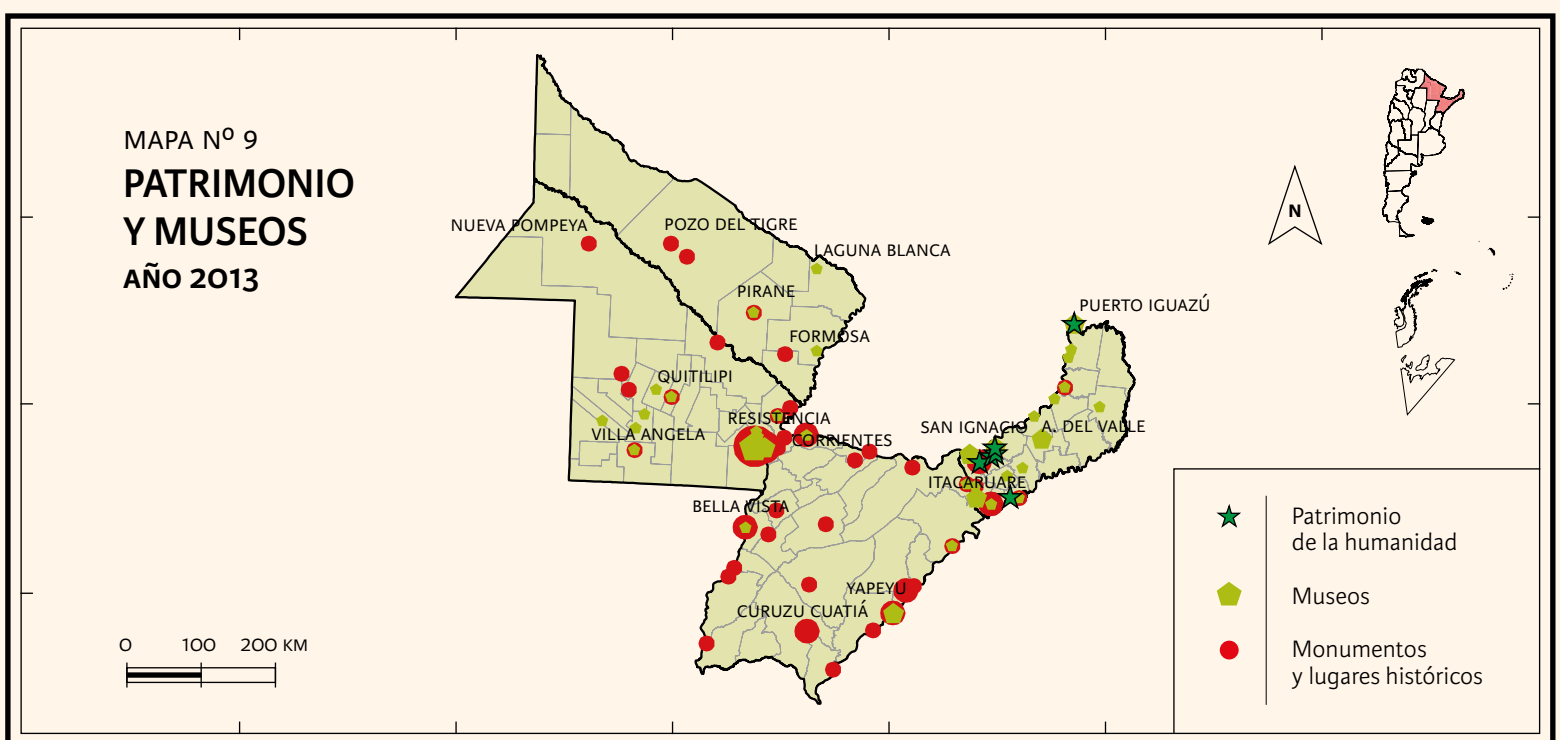 MAPA Nº 9
PATRIMONIO
Y MUSEOS
AÑO 2013
NUEVA POMPEYA
POZO DEL TIGRE
LAGUNA BLANCA
PIRANE
FORMOSA
PUERTO IGUAZÚ
QUITILIPI
RESISTENCIA
VILLA ANGELA
CORRIENTES
SAN IGNACIO
A. DEL VALLE
ITACARUARE
BELLA VISTA
YAPEYU
CURUZU CUATIÁ
N
0 100 200 KM
Patrimonio
de la humanidad
Museos
Monumentos
y lugares históricos